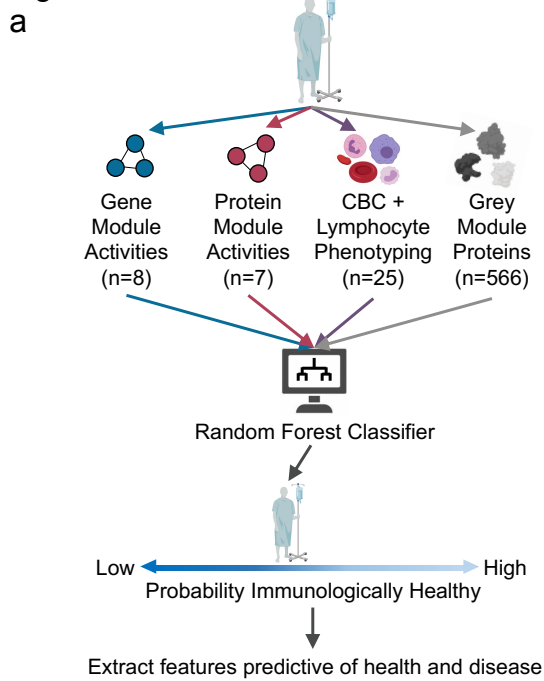 a
Gene
Module
Activities
(n=8)
Protein
Module
Activities
(n=7)
CBC +
Lymphocyte
Phenotyping
(n=25)
Grey
Module
Proteins
(n=566)
Random Forest Classifier
Low
High
Probability Immunologically Healthy
Extract features predictive of health and disease